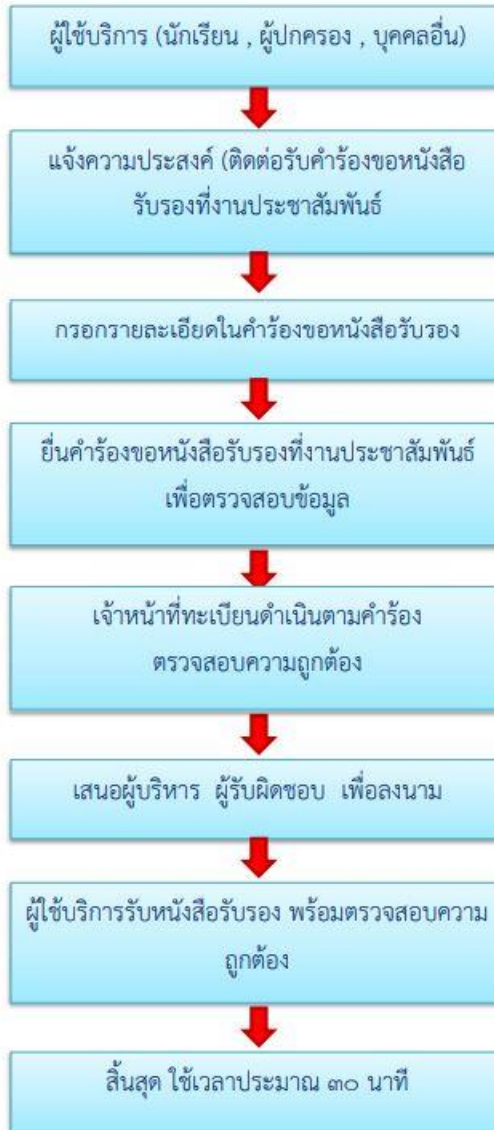 ผู้ใช้บริการ (นักเรียน , ผู้ปกครอง , บุคคลอื่น)
แจ้งความประสงค์ (ติดต่อรับคำร้องขอหนังสือ
รับรองที่งานประชาสัมพันธ์
กรอกรายละเอียดในคำร้องขอหนังสือรับรอง
ยื่นคำร้องขอหนังสือรับรองที่งานประชาสัมพันธ์
เพื่อตรวจสอบข้อมูล
เจ้าหน้าที่ทะเบียนดำเนินตามคำร้อง
ตรวจสอบความถูกต้อง
เสนอผู้บริหาร ผู้รับผิดชอบ เพื่อลงนาม
ผู้ใช้บริการรับหนังสือรับรอง พร้อมตรวจสอบความ
ถูกต้อง
สิ้นสุด ใช้เวลาประมาณ ๓๐ นาที